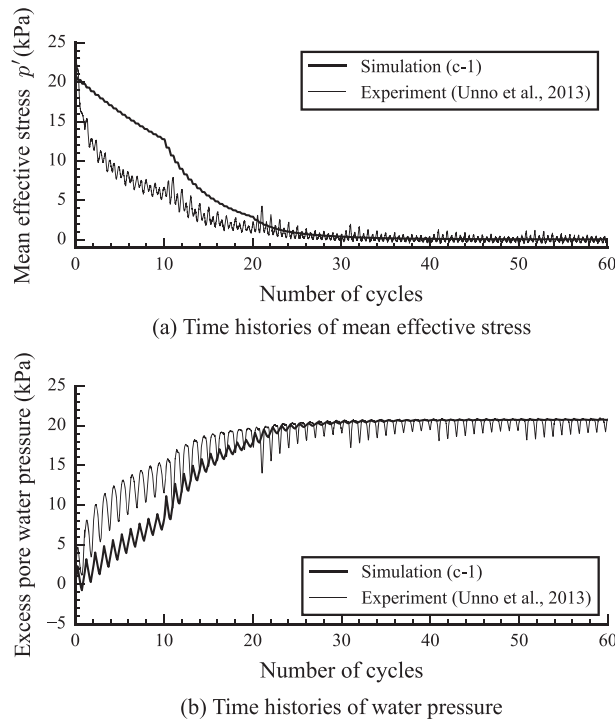 Mean effective stress p′(kPa)
25
20
15
10
5
0
Simulation (c-1)
Experiment (Unno et al., 2013)
0 10 20 30 40 50 60
Number of cycles
(a) Time histories of mean effective stress
Excess pore water pressure (kPa)
25
20
15
10
5
0
−5
Simulation (c-1)
Experiment (Unno et al., 2013)
0 10 20 30 40 50 60
Number of cycles
(b) Time histories of water pressure